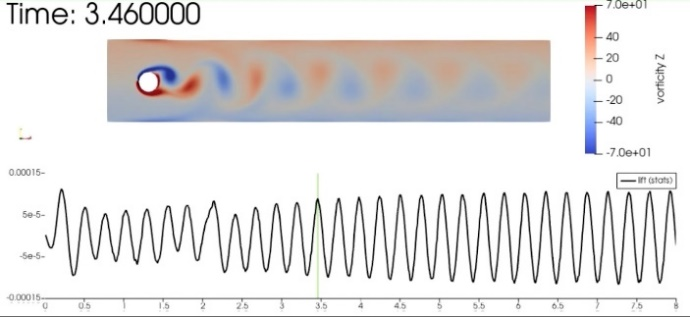 Time: 3.460000
7.0e+01
40
20
0
-20
-40
-7.0e+01
vorticity Z
0.00015
5e-5
-5e-5
-0.00015
lift (stats)
0 0.5 1 1.5 2 2.5 3 3.5 4 4.5 5 5.5 6 6.5 7 7.5 8